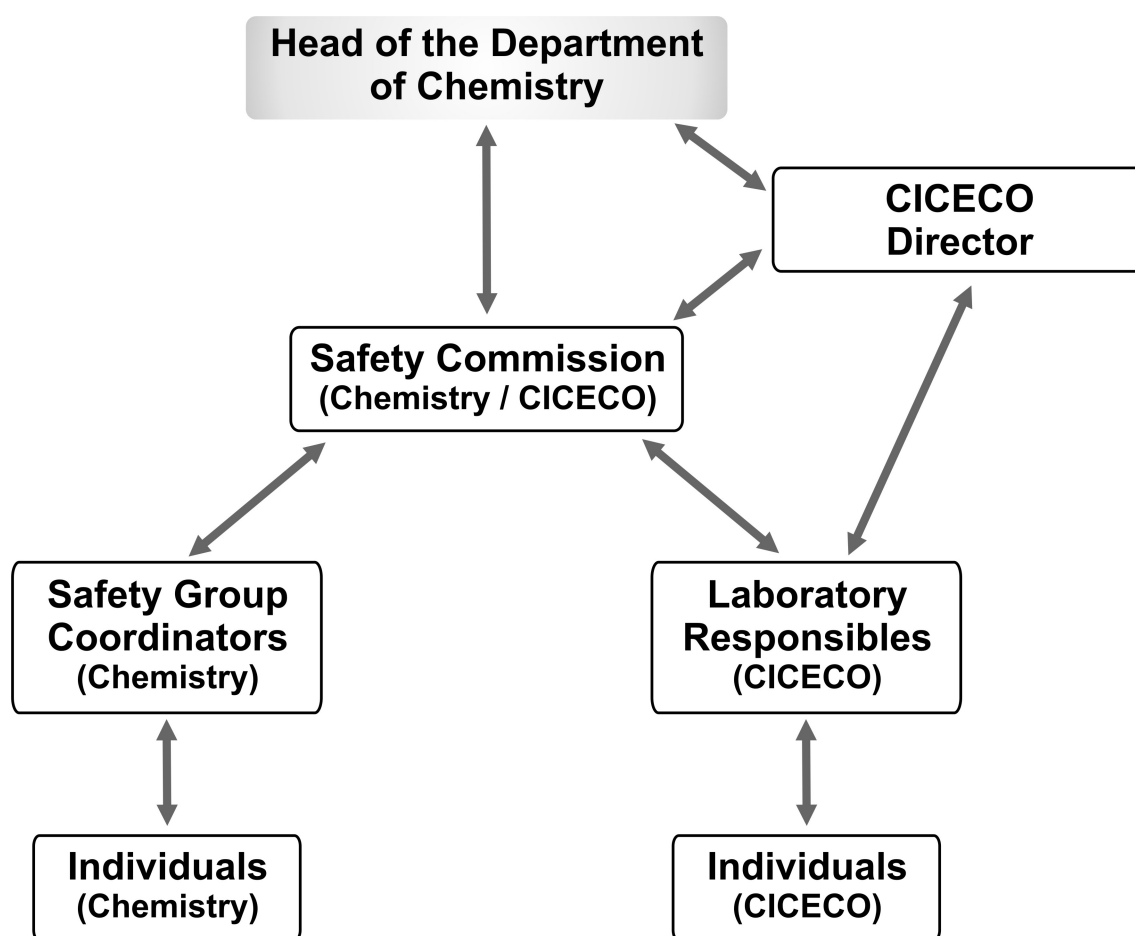 Head of the Department
of Chemistry
CICECO
Director
Safety Commission
(Chemistry / CICECO)
Safety Group
Coordinators
(Chemistry)
Laboratory
Responsibles
(CICECO)
Individuals
(Chemistry)
Individuals
(CICECO)